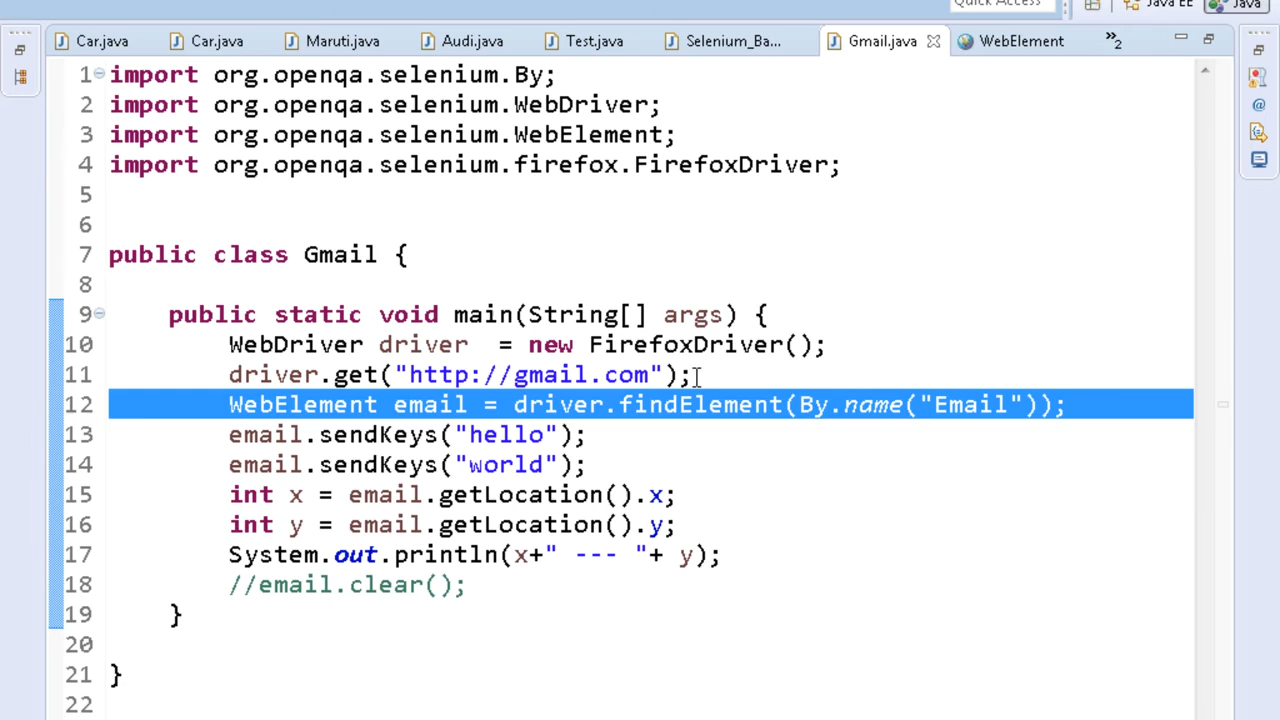 Quick Access
Java EE
Java
Car.java
Car.java
Maruti.java
Audi.java
Test.java
Selenium_Ba...
Gmail.java
WebElement
»2
1 import org.openqa.selenium.By;
2 import org.openqa.selenium.WebDriver;
3 import org.openqa.selenium.WebElement;
4 import org.openqa.selenium.firefox.FirefoxDriver;
5
6
7 public class Gmail {
8
9 public static void main(String[] args) {
10 WebDriver driver  = new FirefoxDriver();
11 driver.get("http://gmail.com");
12 WebElement email = driver.findElement(By.name("Email"));
13 email.sendKeys("hello");
14 email.sendKeys("world");
15 int x = email.getLocation().x;
16 int y = email.getLocation().y;
17 System.out.println(x+" --- "+ y);
18 //email.clear();
19 }
20
21 }
22